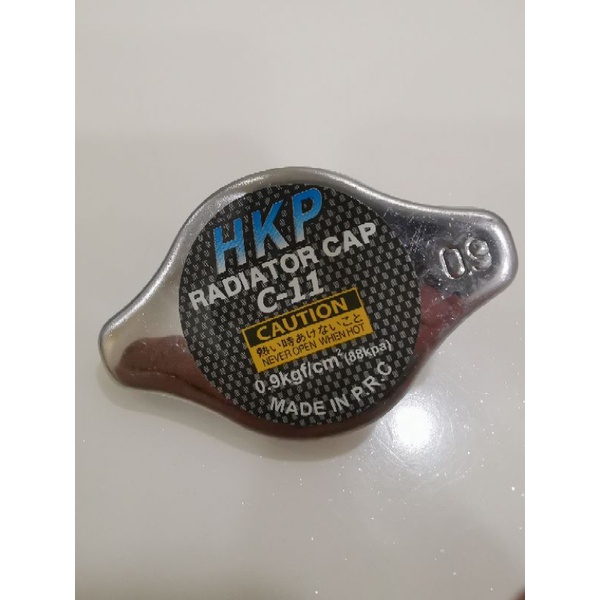 HKP
RADIATOR CAP
C-11
CAUTION
熱い時あけないこと
NEVER OPEN WHEN HOT
0.9kgf/cm² (88kpa)
MADE IN P.R.C
0.9